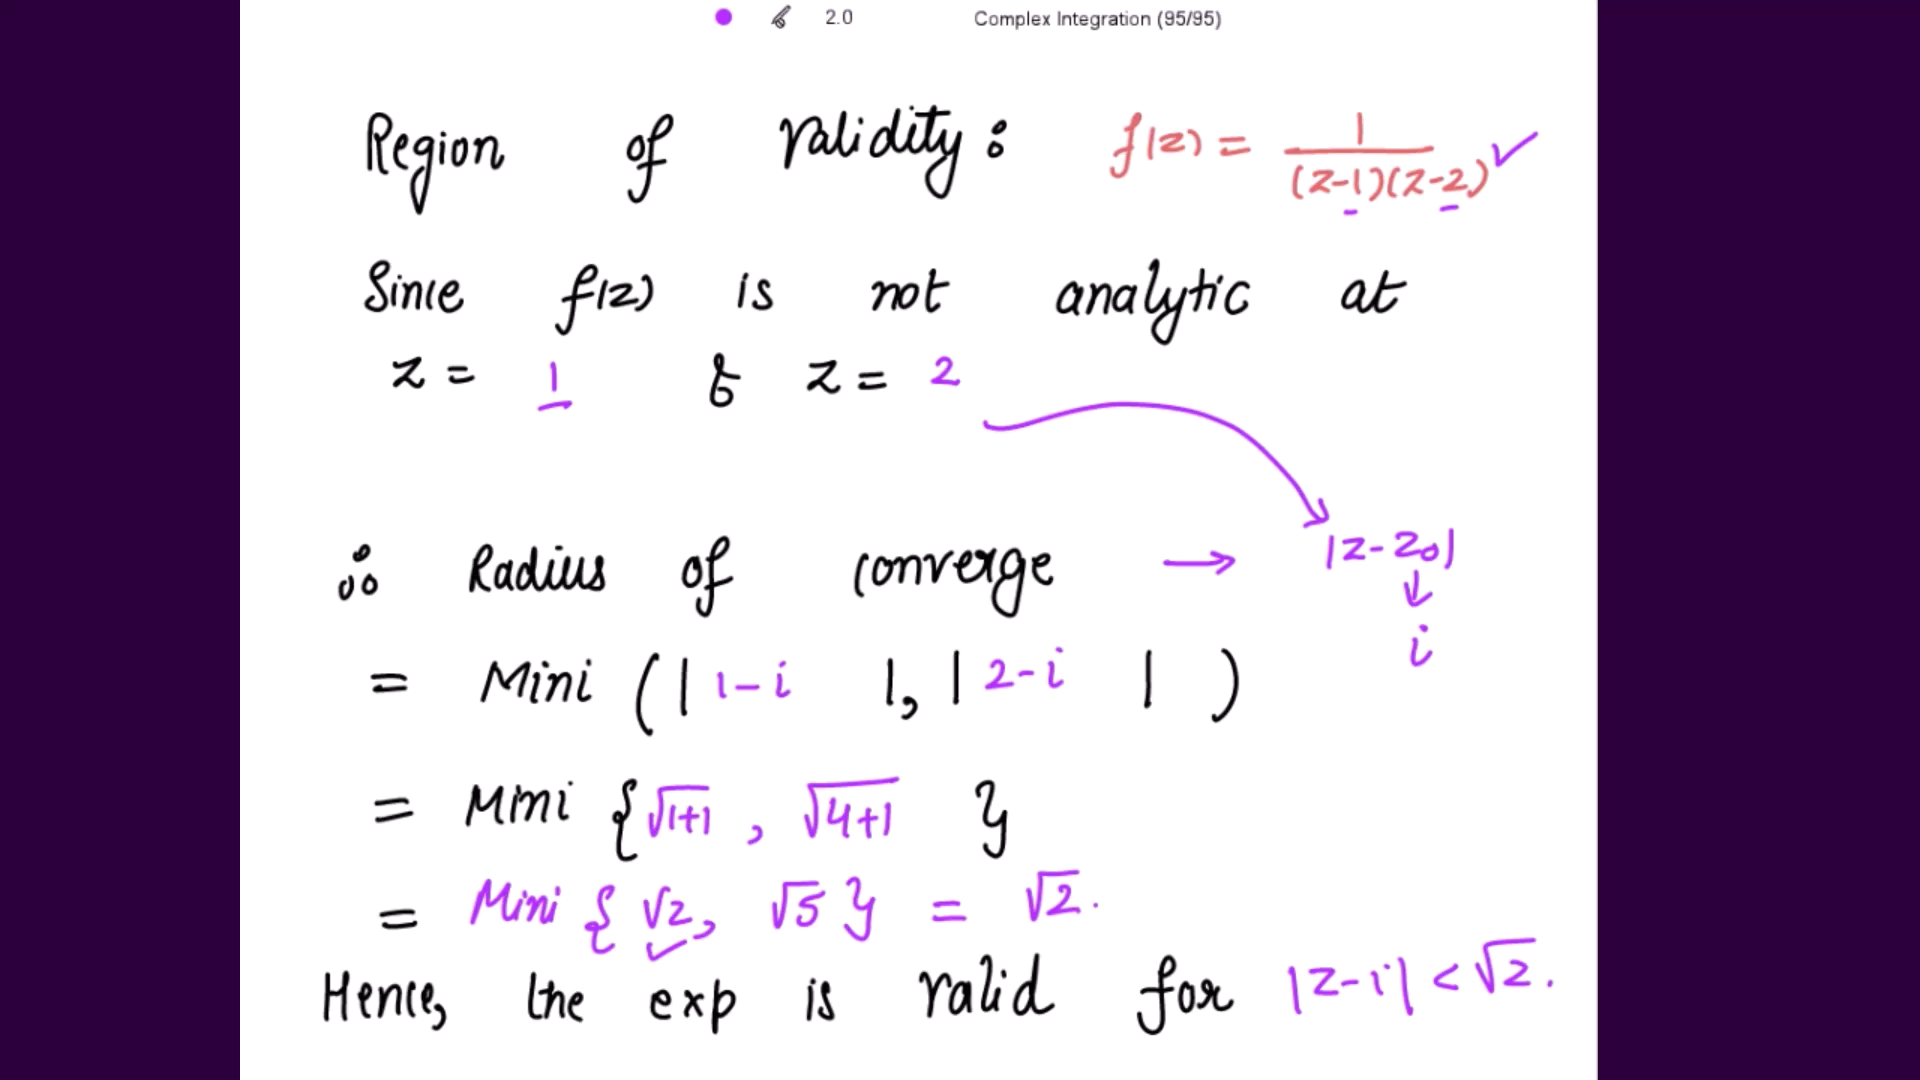 2.0 Complex Integration (95/95)
Region of Validity : f(z) = 1/((z-1)(z-2)) ✓
Since f(z) is not analytic at
z = 1 & z = 2
∴ Radius of converge → |z-z₀|
↓
i
= Mini (| 1-i |, | 2-i | )
= Mini {√1+1 , √4+1 }
= Mini { √2, √5 } = √2.
Hence, the exp is valid for |z-i| < √2.